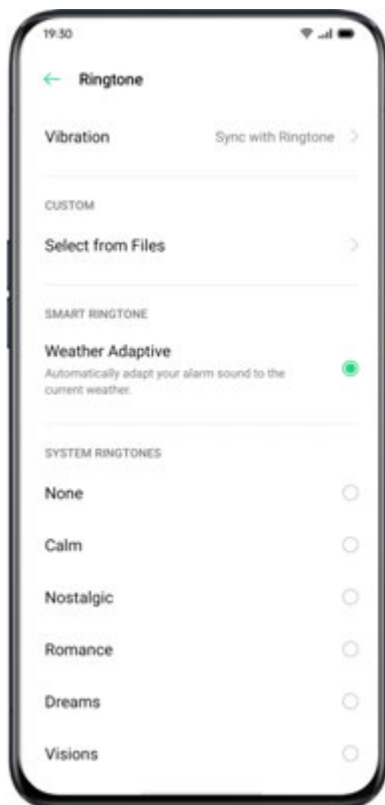 19:30
Ringtone
Vibration Sync with Ringtone
CUSTOM
Select from Files
SMART RINGTONE
Weather Adaptive
Automatically adapt your alarm sound to the
current weather.
SYSTEM RINGTONES
None
Calm
Nostalgic
Romance
Dreams
Visions